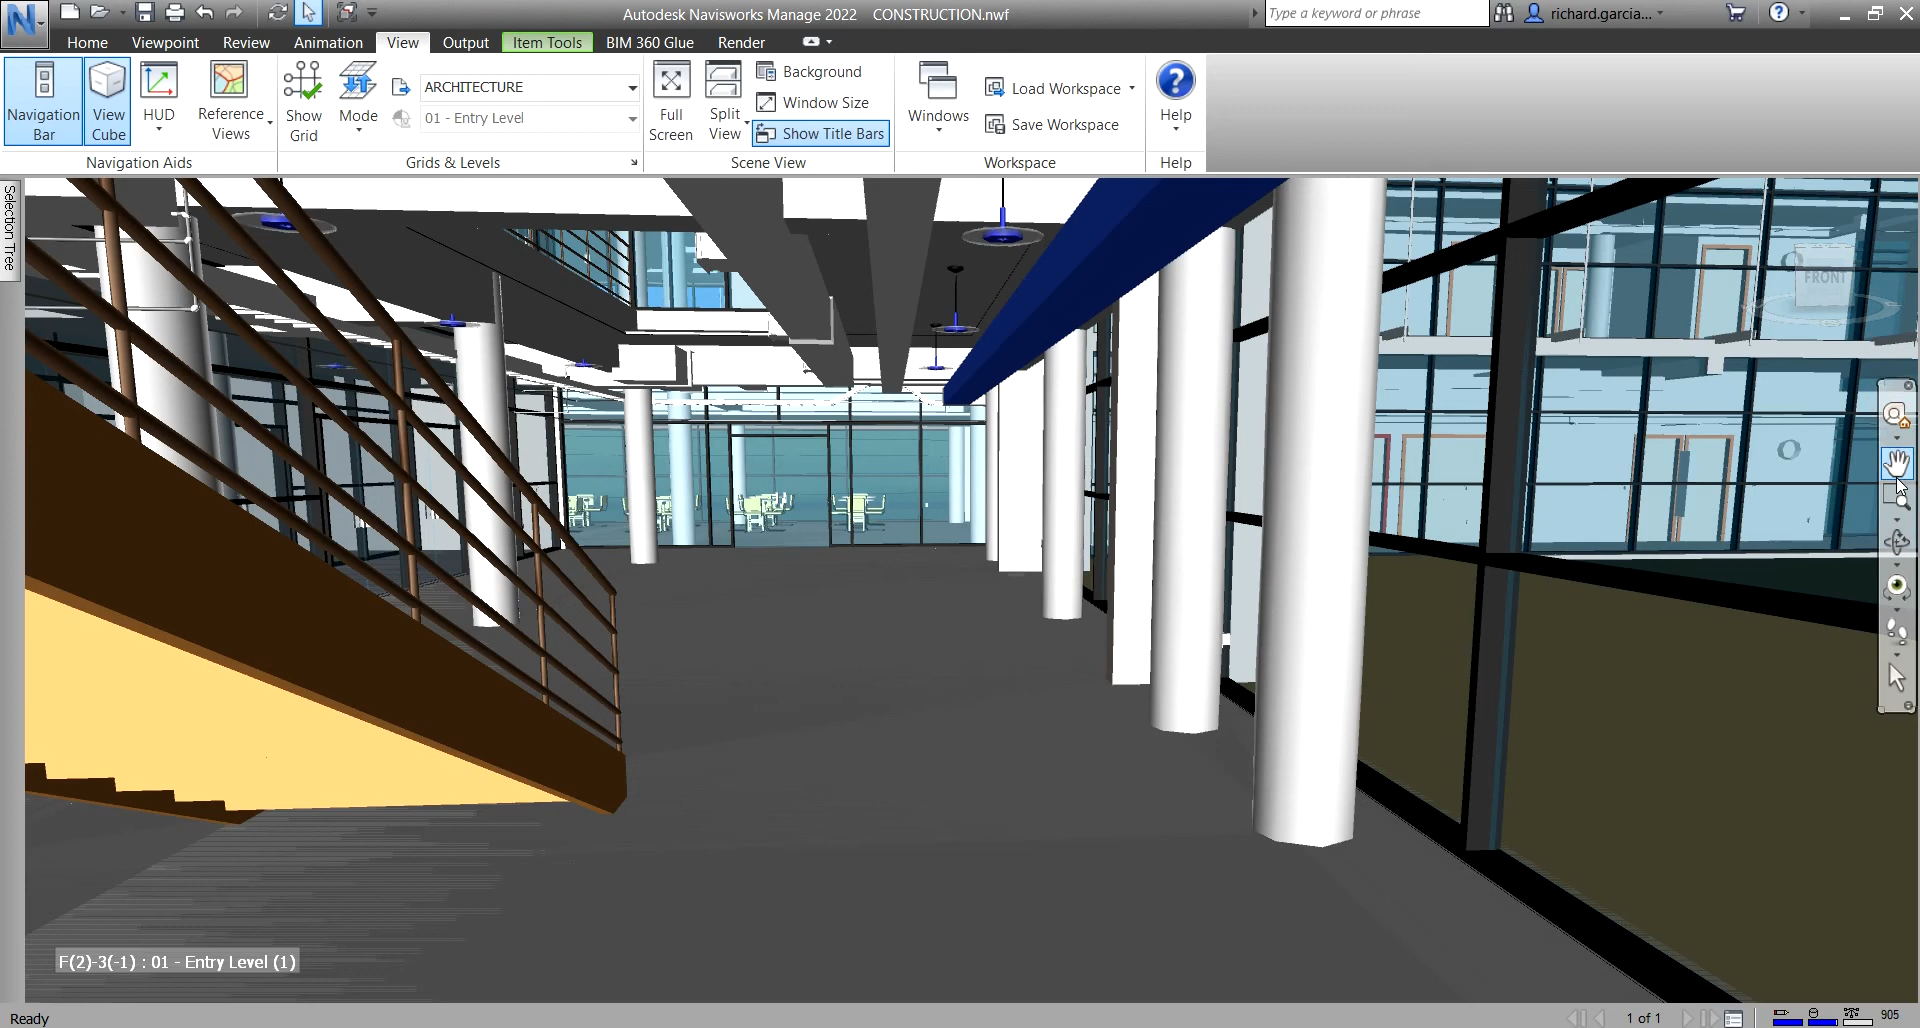 N
Autodesk Navisworks Manage 2022 CONSTRUCTION.nwf
Type a keyword or phrase
richard.garcia...
?
Home Viewpoint Review Animation View Output Item Tools BIM 360 Glue Render
Navigation Bar
View Cube
HUD
Reference Views
Navigation Aids
Show Grid
Mode
ARCHITECTURE
01 - Entry Level
Grids & Levels
Full Screen
Split View
Background
Window Size
Show Title Bars
Scene View
Windows
Load Workspace
Save Workspace
Workspace
?
Help
Help
Selection Tree
FRONT
F(2)-3(-1) : 01 - Entry Level (1)
Ready
1 of 1
905